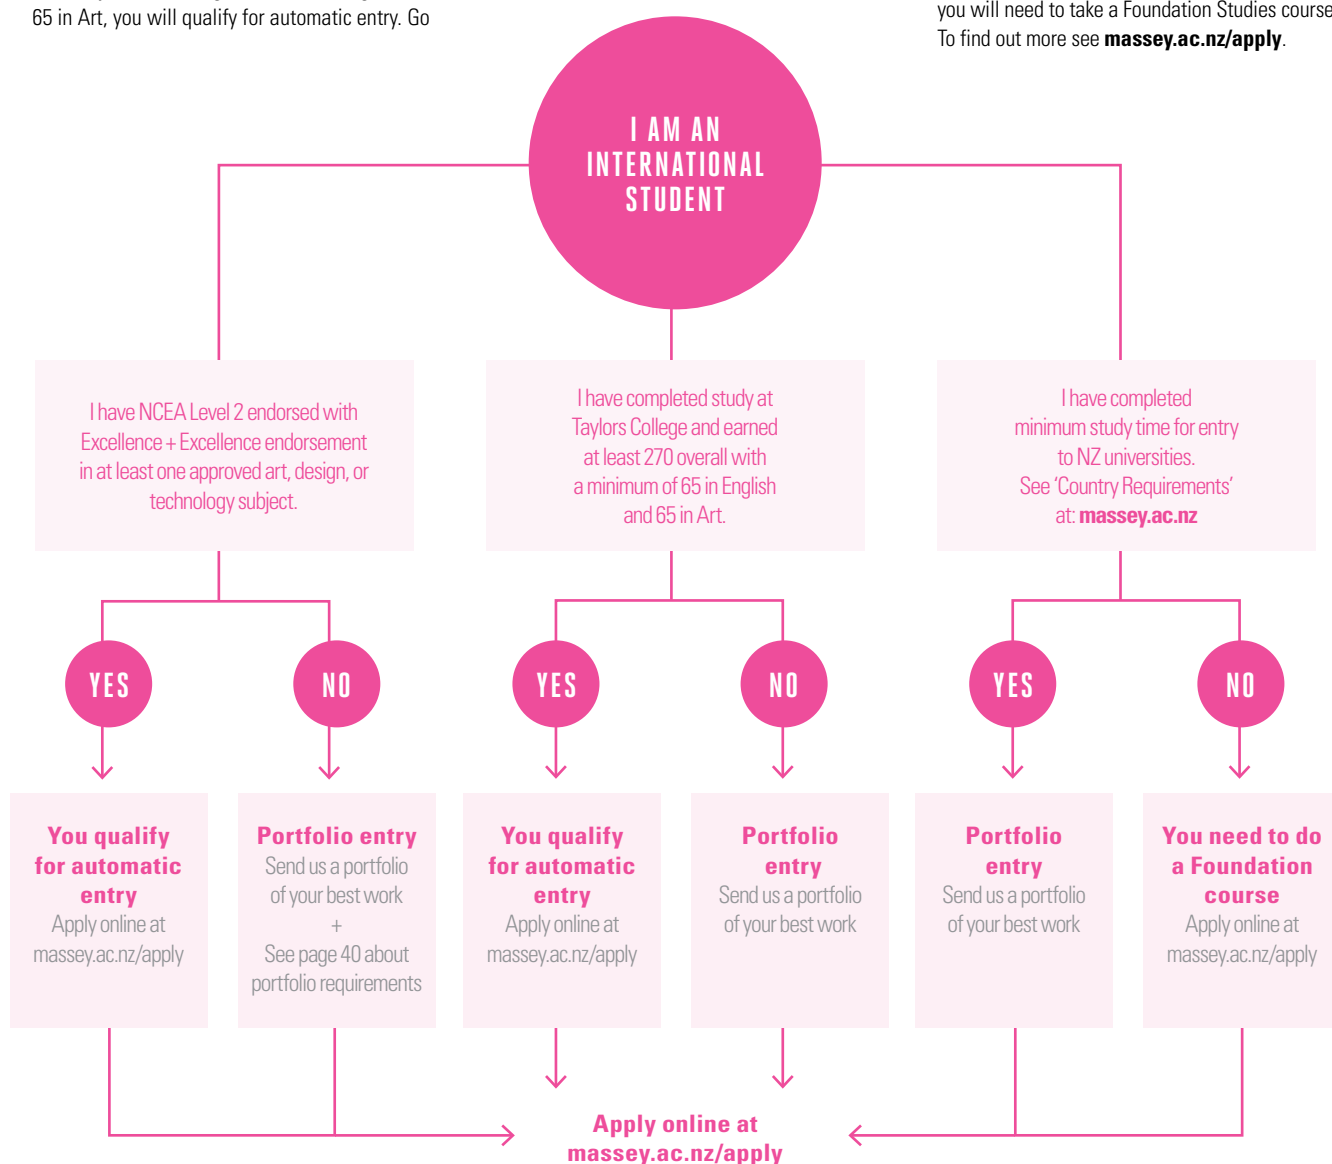 65 in Art, you will qualify for automatic entry. Go
you will need to take a Foundation Studies course
To find out more see massey.ac.nz/apply.
I AM AN
INTERNATIONAL
STUDENT
I have NCEA Level 2 endorsed with
Excellence + Excellence endorsement
in at least one approved art, design, or
technology subject.
I have completed study at
Taylors College and earned
at least 270 overall with
a minimum of 65 in English
and 65 in Art.
I have completed
minimum study time for entry
to NZ universities.
See ‘Country Requirements’
at: massey.ac.nz
YES
NO
YES
NO
YES
NO
You qualify
for automatic
entry
Apply online at
massey.ac.nz/apply
Portfolio entry
Send us a portfolio
of your best work
+
See page 40 about
portfolio requirements
You qualify
for automatic
entry
Apply online at
massey.ac.nz/apply
Portfolio
entry
Send us a portfolio
of your best work
Portfolio
entry
Send us a portfolio
of your best work
You need to do
a Foundation
course
Apply online at
massey.ac.nz/apply
Apply online at
massey.ac.nz/apply